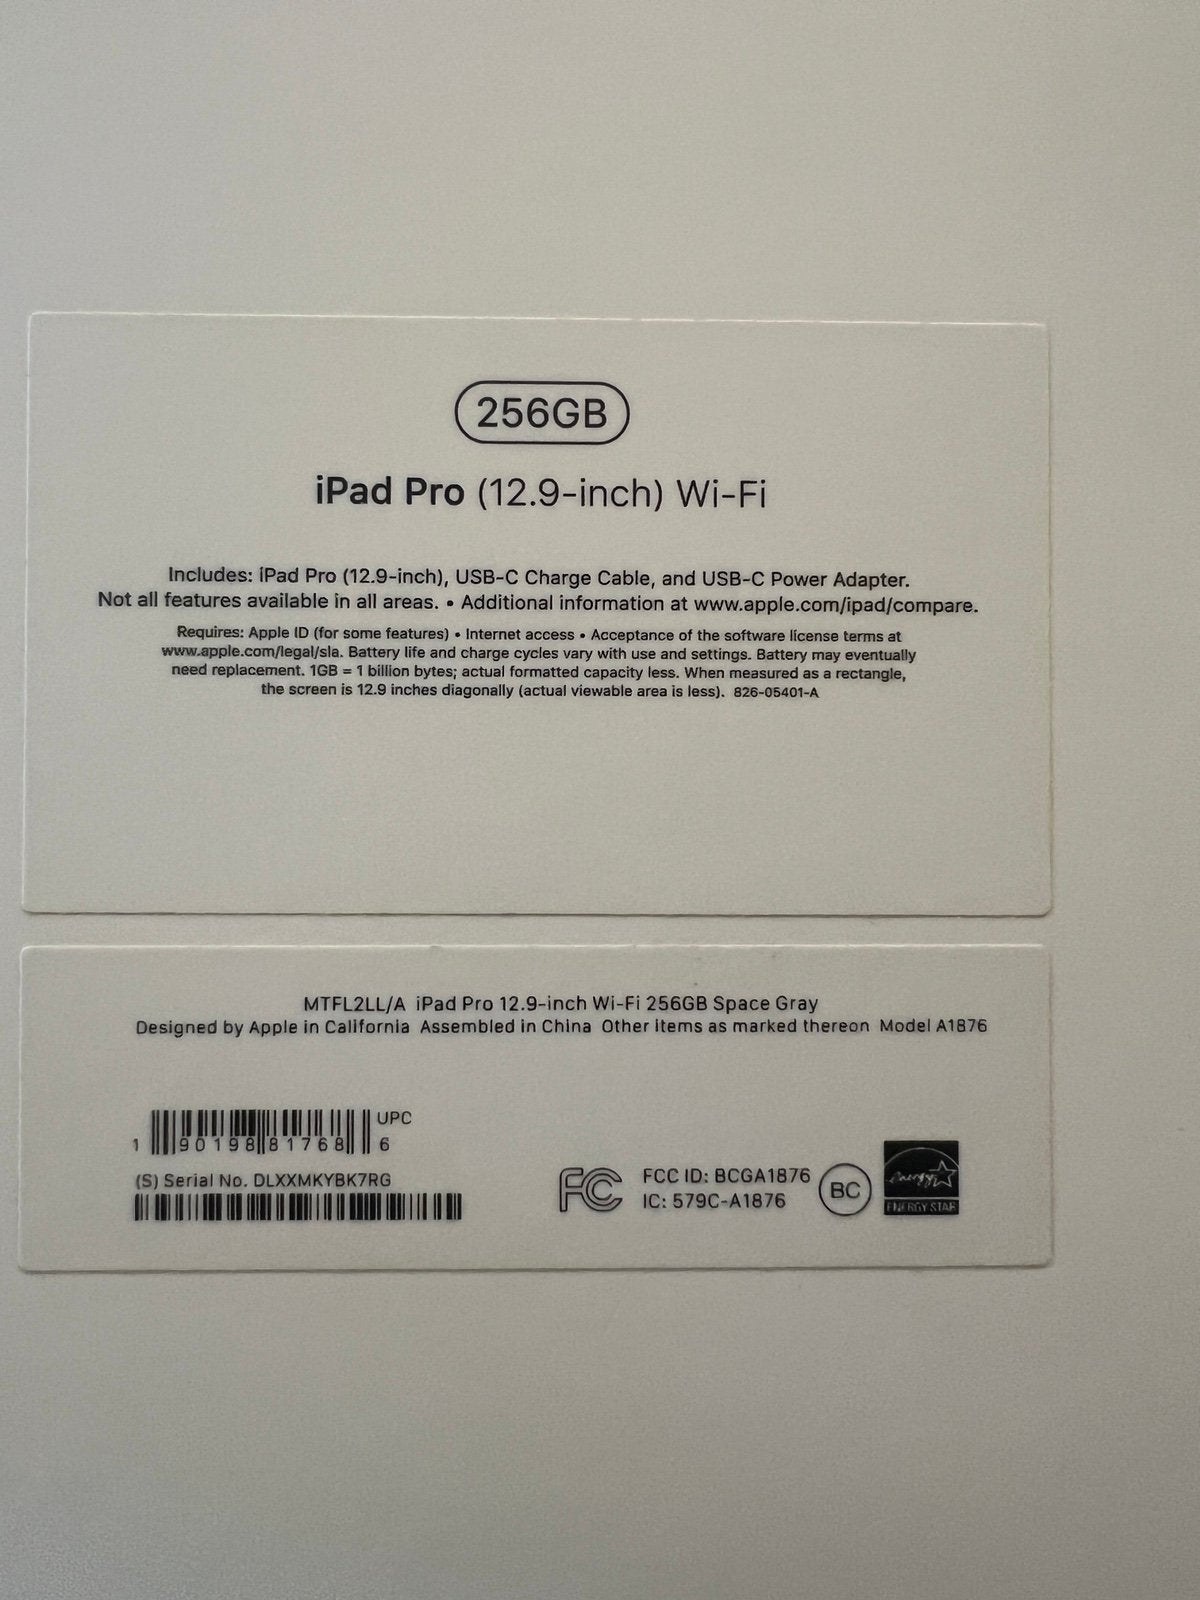 256GB
iPad Pro (12.9-inch) Wi-Fi
Includes: iPad Pro (12.9-inch), USB-C Charge Cable, and USB-C Power Adapter.
Not all features available in all areas. • Additional information at www.apple.com/ipad/compare.
Requires: Apple ID (for some features) • Internet access • Acceptance of the software license terms at
www.apple.com/legal/sla. Battery life and charge cycles vary with use and settings. Battery may eventually
need replacement. 1GB = 1 billion bytes; actual formatted capacity less. When measured as a rectangle,
the screen is 12.9 inches diagonally (actual viewable area is less). 826-05401-A
MTFL2LL/A iPad Pro 12.9-inch Wi-Fi 256GB Space Gray
Designed by Apple in California Assembled in China Other items as marked thereon Model A1876
UPC
1 90198 81768 6
(S) Serial No. DLXXMKYBK7RG
FC
FCC ID: BCGA1876
IC: 579C-A1876
BC
energy
ENERGY STAR